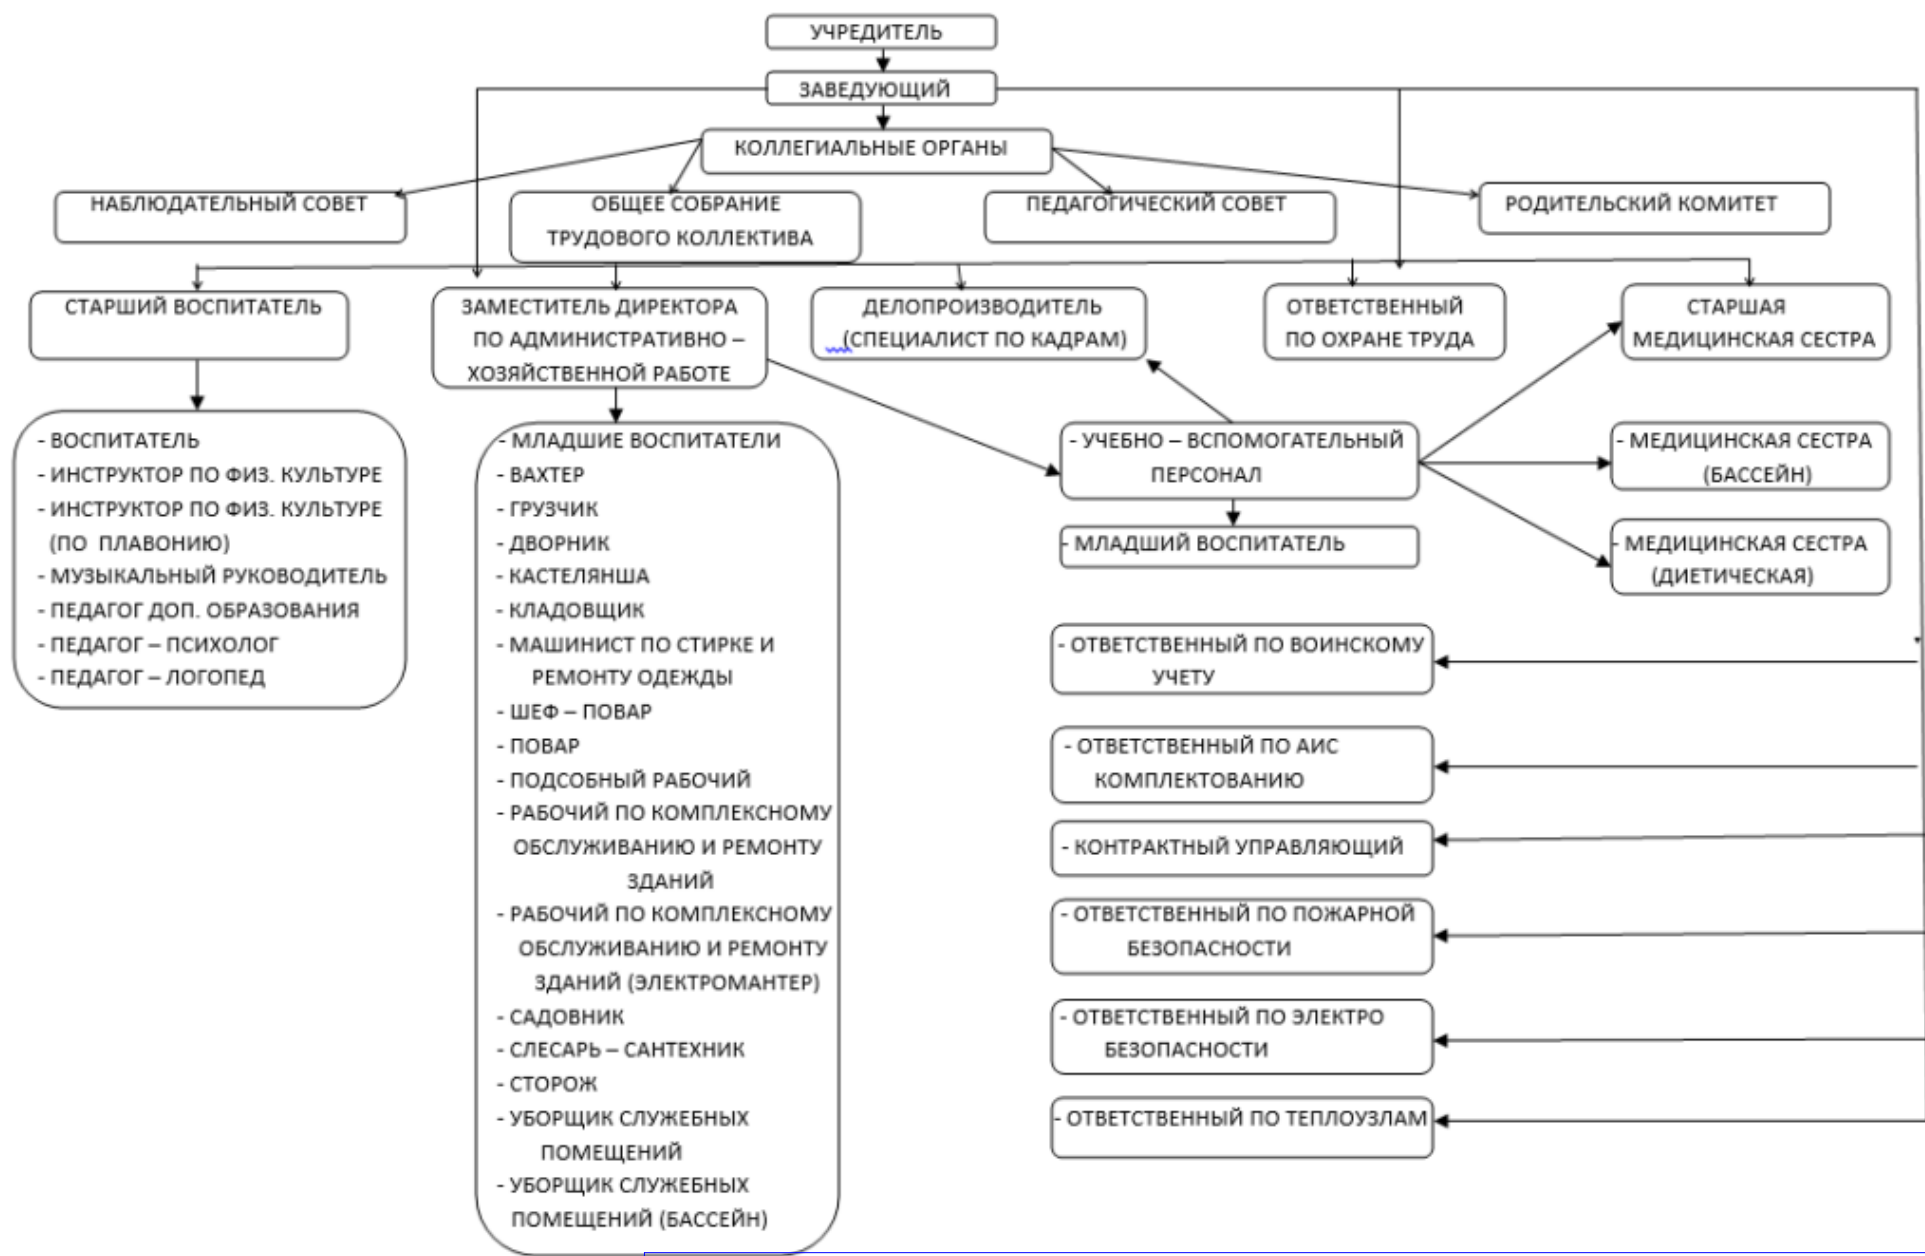 УЧРЕДИТЕЛЬ
ЗАВЕДУЮЩИЙ
КОЛЛЕГИАЛЬНЫЕ ОРГАНЫ
НАБЛЮДАТЕЛЬНЫЙ СОВЕТ
ОБЩЕЕ СОБРАНИЕ
ТРУДОВОГО КОЛЛЕКТИВА
ПЕДАГОГИЧЕСКИЙ СОВЕТ
РОДИТЕЛЬСКИЙ КОМИТЕТ
СТАРШИЙ ВОСПИТАТЕЛЬ
ЗАМЕСТИТЕЛЬ ДИРЕКТОРА
ПО АДМИНИСТРАТИВНО –
ХОЗЯЙСТВЕННОЙ РАБОТЕ
ДЕЛОПРОИЗВОДИТЕЛЬ
(СПЕЦИАЛИСТ ПО КАДРАМ)
ОТВЕТСТВЕННЫЙ
ПО ОХРАНЕ ТРУДА
СТАРШАЯ
МЕДИЦИНСКАЯ СЕСТРА
- ВОСПИТАТЕЛЬ
- ИНСТРУКТОР ПО ФИЗ. КУЛЬТУРЕ
- ИНСТРУКТОР ПО ФИЗ. КУЛЬТУРЕ
(ПО ПЛАВОНИЮ)
- МУЗЫКАЛЬНЫЙ РУКОВОДИТЕЛЬ
- ПЕДАГОГ ДОП. ОБРАЗОВАНИЯ
- ПЕДАГОГ – ПСИХОЛОГ
- ПЕДАГОГ – ЛОГОПЕД
- МЛАДШИЕ ВОСПИТАТЕЛИ
- ВАХТЕР
- ГРУЗЧИК
- ДВОРНИК
- КАСТЕЛЯНША
- КЛАДОВЩИК
- МАШИНИСТ ПО СТИРКЕ И
РЕМОНТУ ОДЕЖДЫ
- ШЕФ – ПОВАР
- ПОВАР
- ПОДСОБНЫЙ РАБОЧИЙ
- РАБОЧИЙ ПО КОМПЛЕКСНОМУ
ОБСЛУЖИВАНИЮ И РЕМОНТУ
ЗДАНИЙ
- РАБОЧИЙ ПО КОМПЛЕКСНОМУ
ОБСЛУЖИВАНИЮ И РЕМОНТУ
ЗДАНИЙ (ЭЛЕКТРОМАНТЕР)
- САДОВНИК
- СЛЕСАРЬ – САНТЕХНИК
- СТОРОЖ
- УБОРЩИК СЛУЖЕБНЫХ
ПОМЕЩЕНИЙ
- УБОРЩИК СЛУЖЕБНЫХ
ПОМЕЩЕНИЙ (БАССЕЙН)
- УЧЕБНО – ВСПОМОГАТЕЛЬНЫЙ
ПЕРСОНАЛ
- МЛАДШИЙ ВОСПИТАТЕЛЬ
- МЕДИЦИНСКАЯ СЕСТРА
(БАССЕЙН)
- МЕДИЦИНСКАЯ СЕСТРА
(ДИЕТИЧЕСКАЯ)
- ОТВЕТСТВЕННЫЙ ПО ВОИНСКОМУ
УЧЕТУ
- ОТВЕТСТВЕННЫЙ ПО АИС
КОМПЛЕКТОВАНИЮ
- КОНТРАКТНЫЙ УПРАВЛЯЮЩИЙ
- ОТВЕТСТВЕННЫЙ ПО ПОЖАРНОЙ
БЕЗОПАСНОСТИ
- ОТВЕТСТВЕННЫЙ ПО ЭЛЕКТРО
БЕЗОПАСНОСТИ
- ОТВЕТСТВЕННЫЙ ПО ТЕПЛОУЗЛАМ